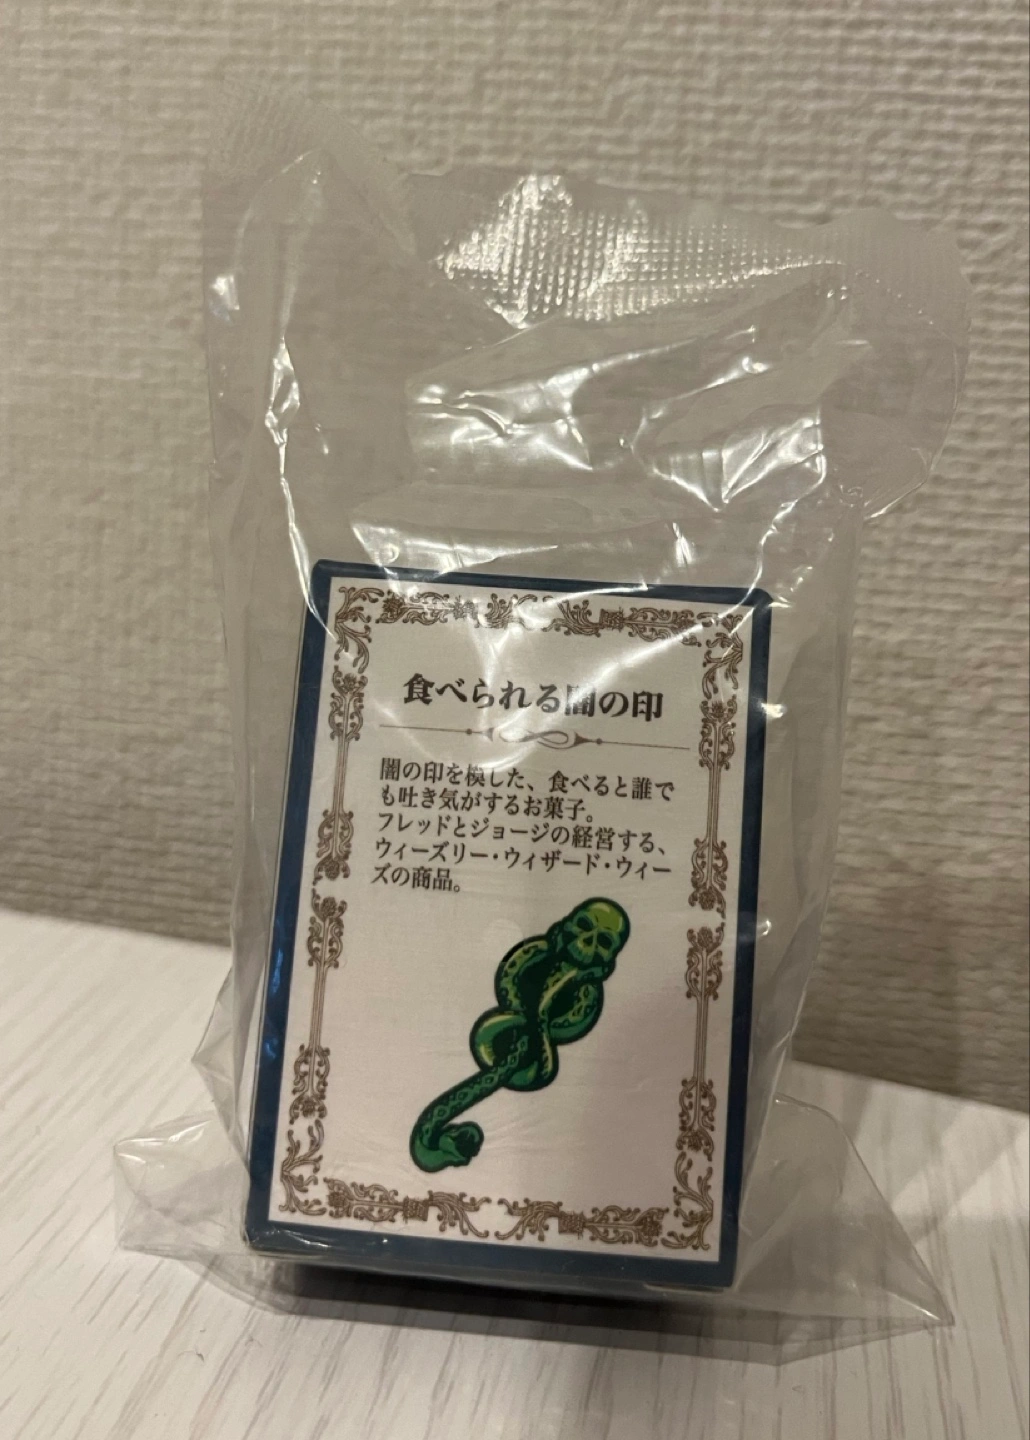 食べられる闇の印
闇の印を模した、食べると誰で
も吐き気がするお菓子。
フレッドとジョージの経営する、
ウィーズリー・ウィザード・ウィー
ズの商品。